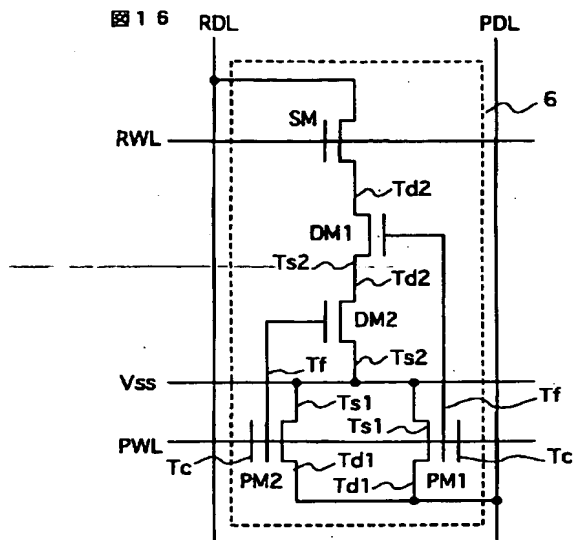 図16 RDL PDL
6
SM
RWL
Td2
DM1
Ts2
Td2
DM2
Tf Ts2
Vss Tf
Ts1 Ts1
PWL
Tc Td1 Tc
PM2 Td1 PM1